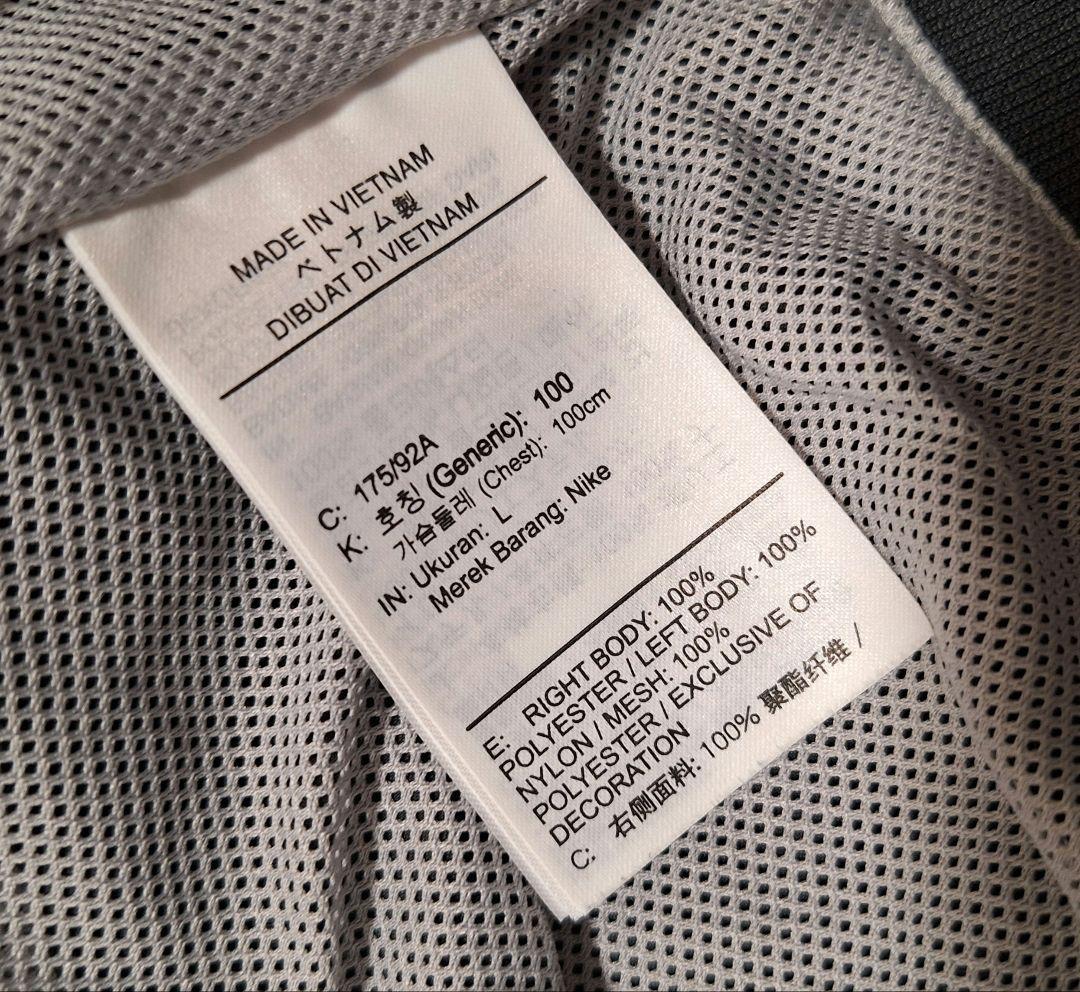 MADE IN VIETNAM
ベトナム製
DIBUAT DI VIETNAM
C: 175/92A
K: 호칭 (Generic): 100
가슴둘레 (Chest): 100cm
IN: Ukuran: L
Merek Barang: Nike
E: RIGHT BODY: 100%
POLYESTER / LEFT BODY: 100%
NYLON / MESH: 100%
POLYESTER / EXCLUSIVE OF
DECORATION
C: 右侧面料: 100% 聚酯纤维 /